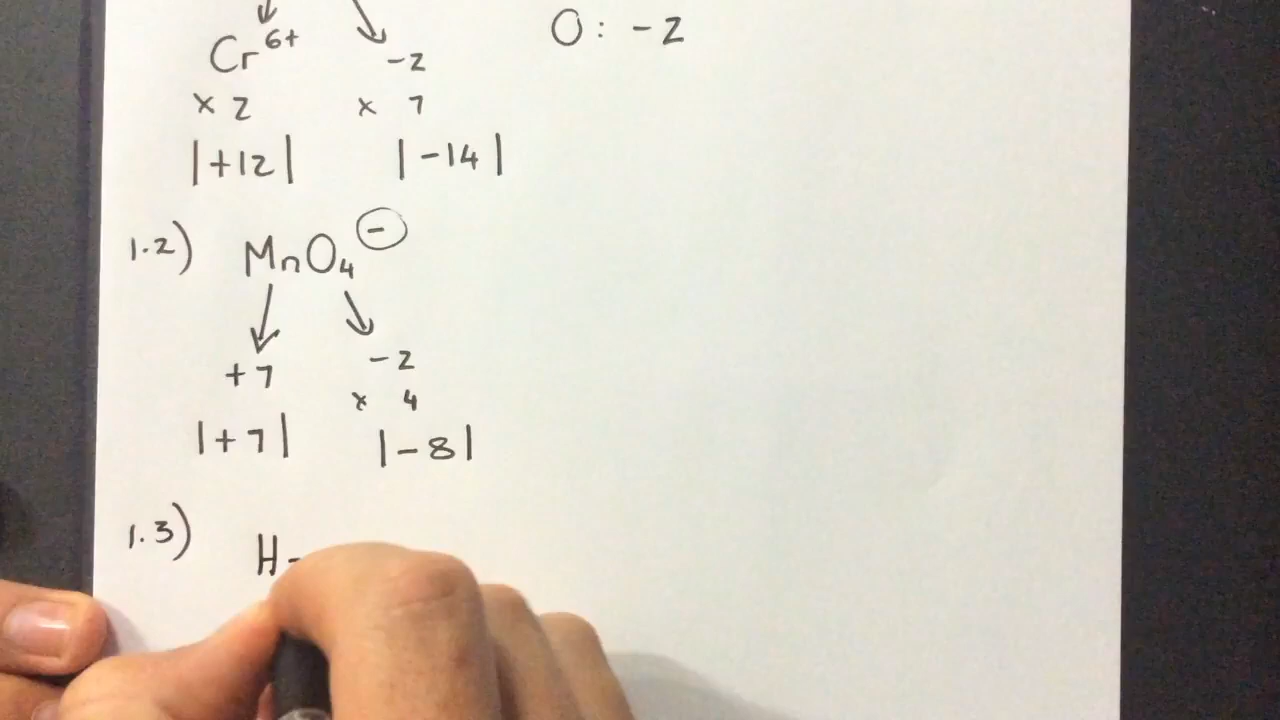 Cr⁶⁺ -2 O: -2
x 2 x 7
|+12| |-14|
1.2) MnO₄⁻
+7 -2
x 4
|+7| |-8|
1.3) H